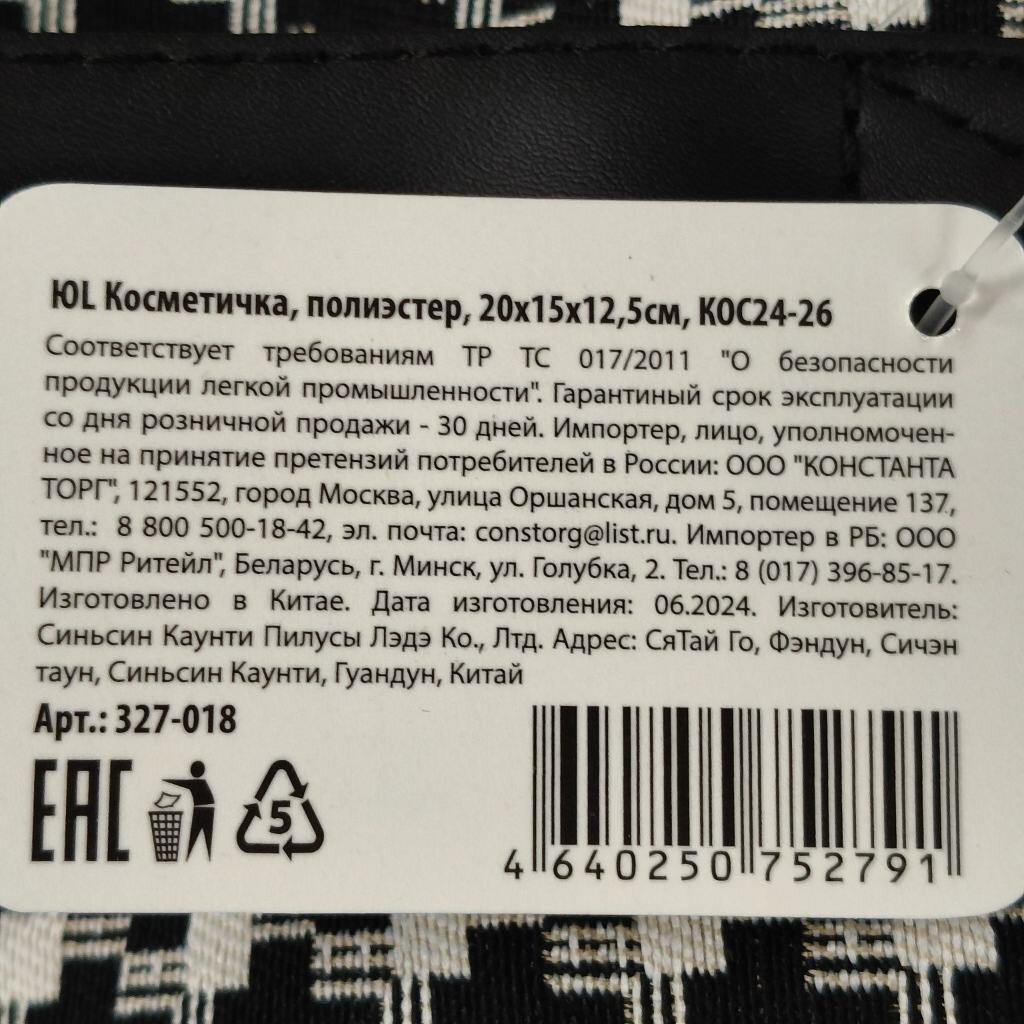 ЮL Косметичка, полиэстер, 20х15х12,5см, КОС24-26
Соответствует требованиям ТР ТС 017/2011 "О безопасности
продукции легкой промышленности". Гарантиный срок эксплуатации
со дня розничной продажи - 30 дней. Импортер, лицо, уполномочен-
ное на принятие претензий потребителей в России: ООО "КОНСТАНТА
ТОРГ", 121552, город Москва, улица Оршанская, дом 5, помещение 137,
тел.: 8 800 500-18-42, эл. почта: constorg@list.ru. Импортер в РБ: ООО
"МПР Ритейл", Беларусь, г. Минск, ул. Голубка, 2. Тел.: 8 (017) 396-85-17.
Изготовлено в Китае. Дата изготовления: 06.2024. Изготовитель:
Синьсин Каунти Пилусы Лэдэ Ко., Лтд. Адрес: СяТай Го, Фэндун, Сичэн
таун, Синьсин Каунти, Гуандун, Китай
Арт.: 327-018
EAC
5
4 640250 752791